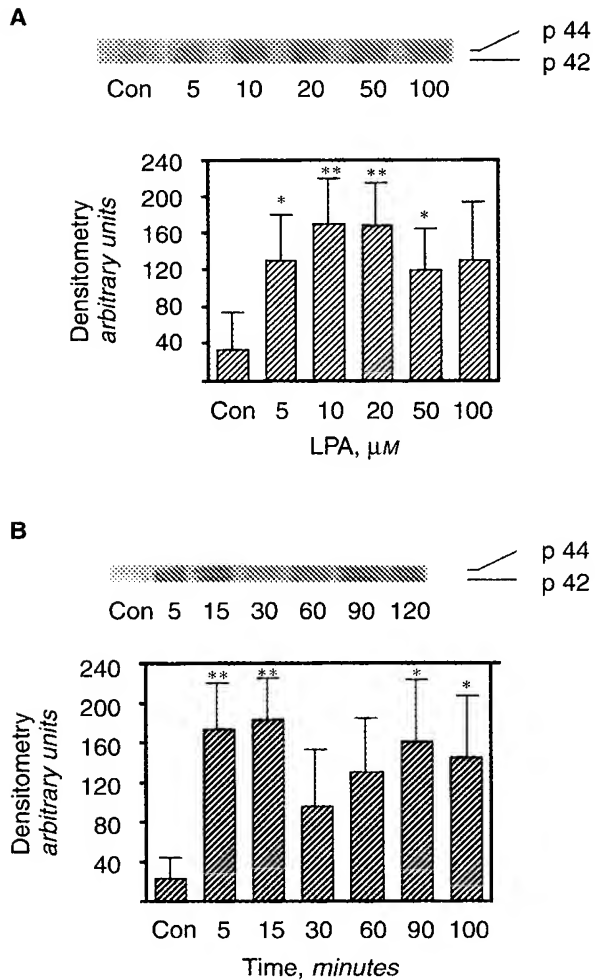 A
p 44
p 42
Con 5 10 20 50 100
240
200
160
120
80
40
Densitometry
arbitrary units
* ** ** *
Con 5 10 20 50 100
LPA, μM
B
p 44
p 42
Con 5 15 30 60 90 120
240
200
160
120
80
40
Densitometry
arbitrary units
** ** * *
Con 5 15 30 60 90 100
Time, minutes